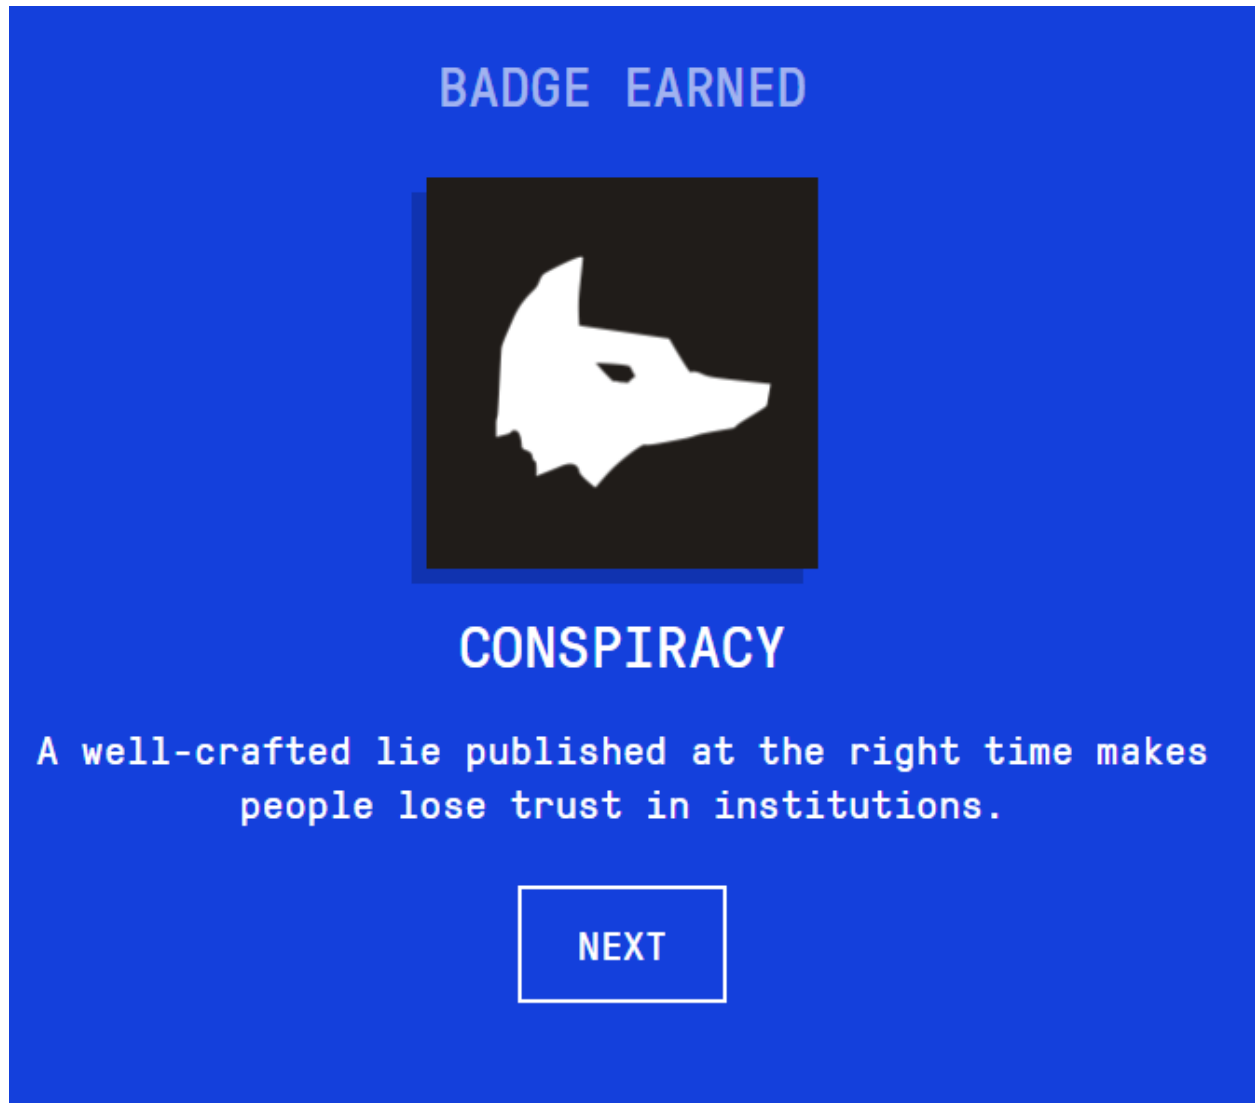 BADGE EARNED
CONSPIRACY
A well-crafted lie published at the right time makes
people lose trust in institutions.
NEXT